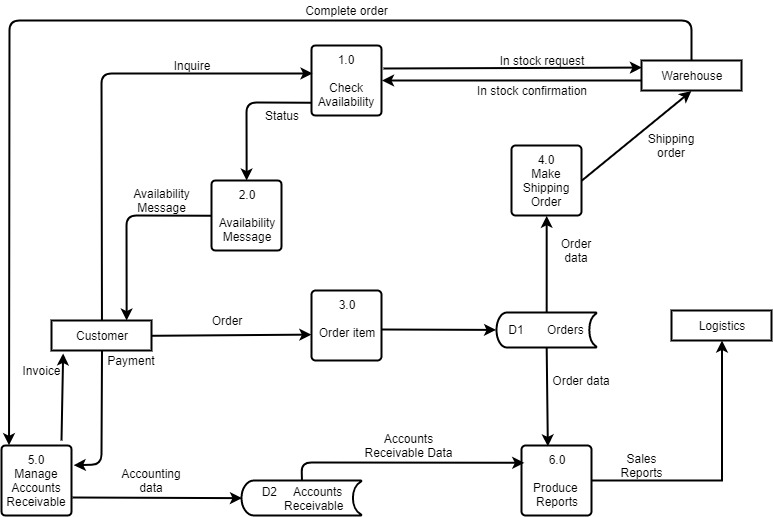 Complete order
Inquire
1.0
Check
Availability
In stock request
In stock confirmation
Warehouse
Status
Shipping
order
4.0
Make
Shipping
Order
2.0
Availability
Message
Availability
Message
Order
data
3.0
Order item
Order
Customer
D1 Orders
Logistics
Payment
Invoice
Order data
5.0
Manage
Accounts
Receivable
Accounting
data
D2 Accounts
Receivable
Accounts
Receivable Data
6.0
Produce
Reports
Sales
Reports